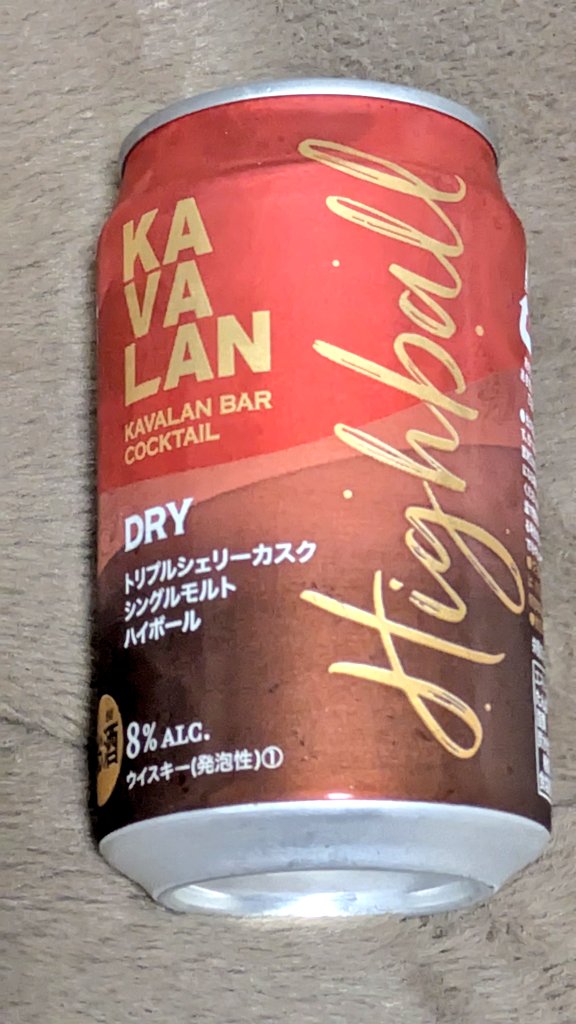 KA
VA
LAN
KAVALAN BAR
COCKTAIL
Highball
DRY
トリプルシェリーカスク
シングルモルト
ハイボール
8% ALC.
ウイスキー(発泡性)①